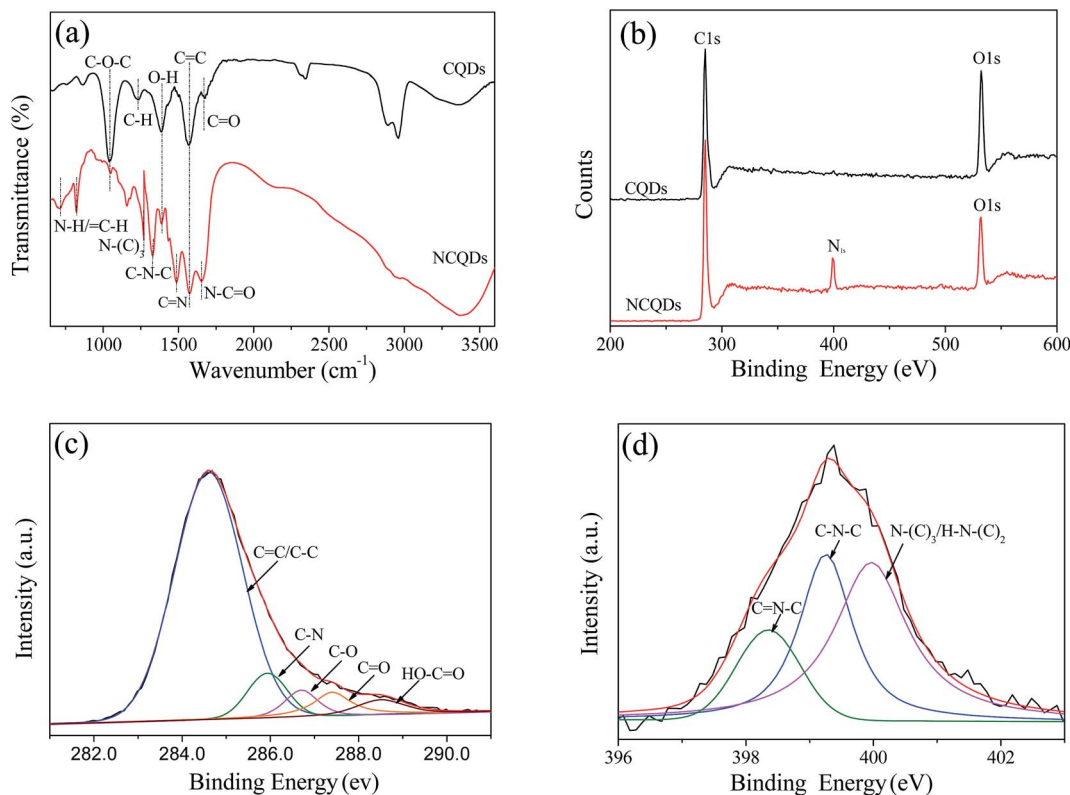 (a)
C-O-C
C=C
CQDs
O-H
C-H
C=O
N-H/=C-H
N-(C)3
C-N-C
C=N
N-C=O
NCQDs
Transmittance (%)
1000 1500 2000 2500 3000 3500
Wavenumber (cm-1)
(b)
C1s
O1s
CQDs
O1s
N1s
NCQDs
Counts
200 300 400 500 600
Binding Energy (eV)
(c)
C=C/C-C
C-N
C-O
C=O
HO-C=O
Intensity (a.u.)
282.0 284.0 286.0 288.0 290.0
Binding Energy (ev)
(d)
C-N-C
N-(C)3/H-N-(C)2
C=N-C
Intensity (a.u.)
396 398 400 402
Binding Energy (eV)